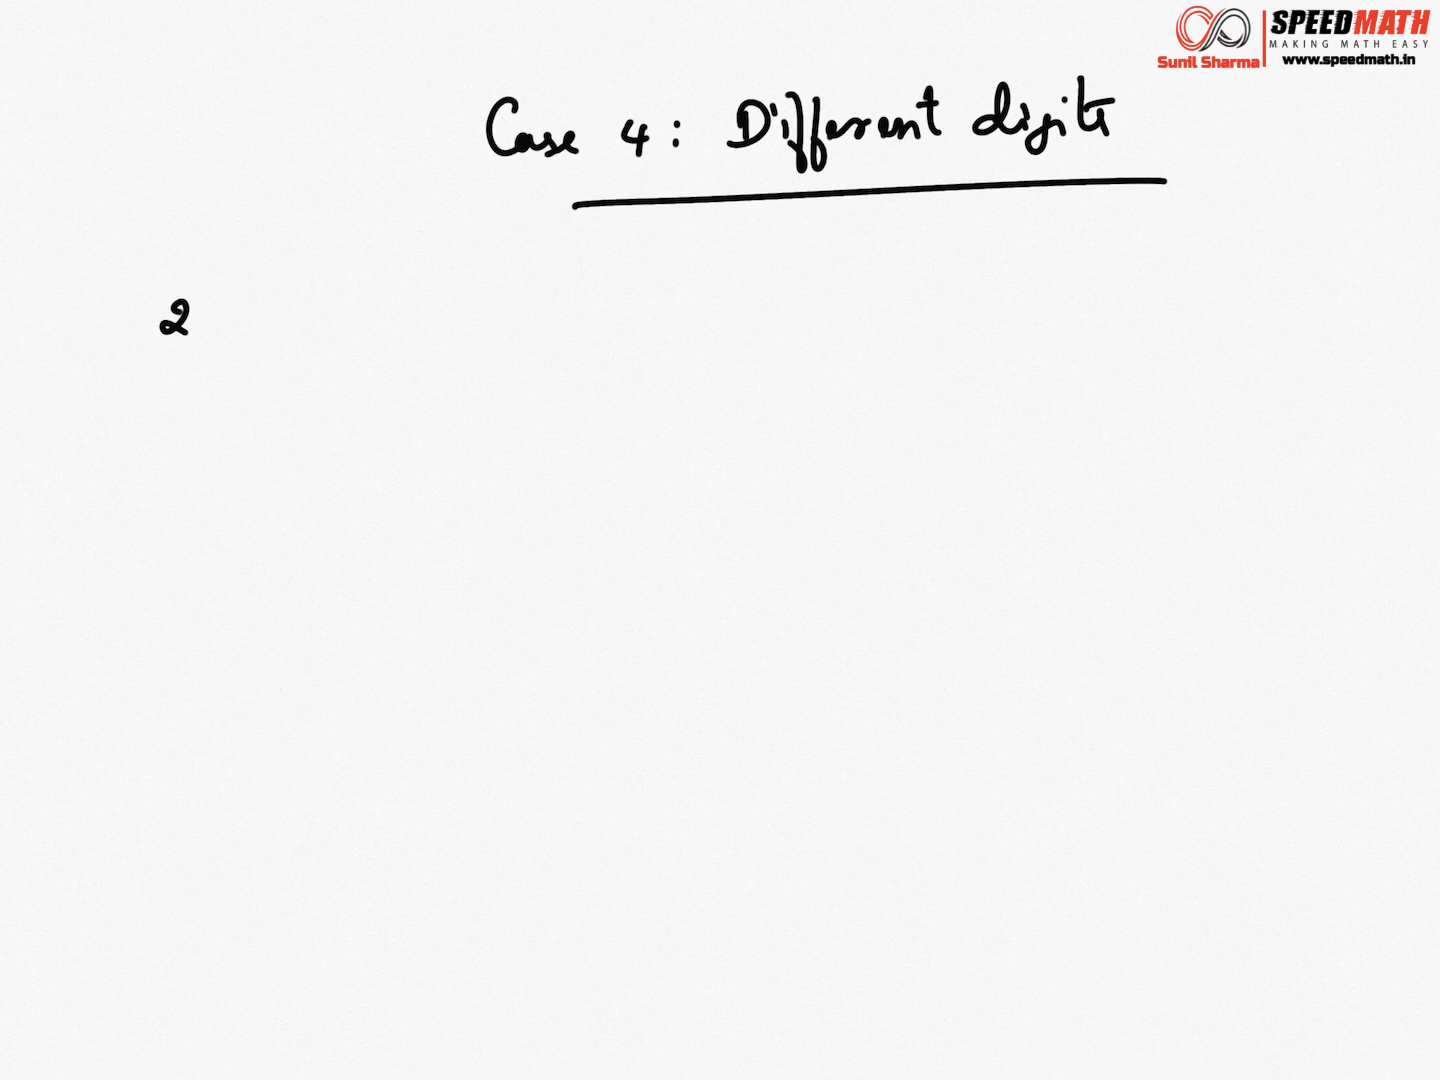 SPEEDMATH
MAKING MATH EASY
Sunil Sharma
www.speedmath.in
Case 4: Different digits
2